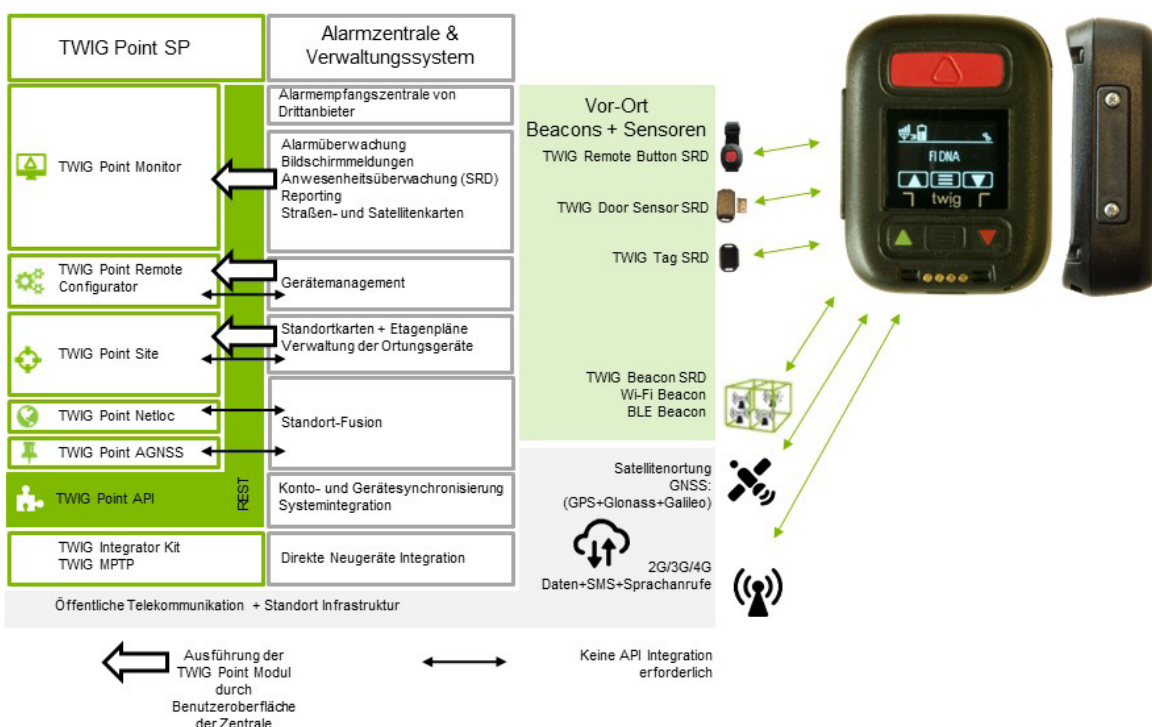 TWIG Point SP
Alarmzentrale &
Verwaltungssystem
TWIG Point Monitor
Alarmempfangszentrale von
Drittanbieter
Alarmüberwachung
Bildschirmmeldungen
Anwesenheitsüberwachung (SRD)
Reporting
Straßen- und Satellitenkarten
TWIG Point Remote
Configurator
Gerätemanagement
TWIG Point Site
Standortkarten + Etagenpläne
Verwaltung der Ortungsgeräte
TWIG Point Netloc
TWIG Point AGNSS
Standort-Fusion
TWIG Point API
REST
Konto- und Gerätesynchronisierung
Systemintegration
TWIG Integrator Kit
TWIG MPTP
Direkte Neugeräte Integration
Öffentliche Telekommunikation + Standort Infrastruktur
Vor-Ort
Beacons + Sensoren
TWIG Remote Button SRD
TWIG Door Sensor SRD
TWIG Tag SRD
TWIG Beacon SRD
Wi-Fi Beacon
BLE Beacon
Satellitenortung
GNSS:
(GPS+Glonass+Galileo)
2G/3G/4G
Daten+SMS+Sprachanrufe
FI DNA
twig
Ausführung der
TWIG Point Modul
durch
Benutzeroberfläche
der Zentrale
Keine API Integration
erforderlich